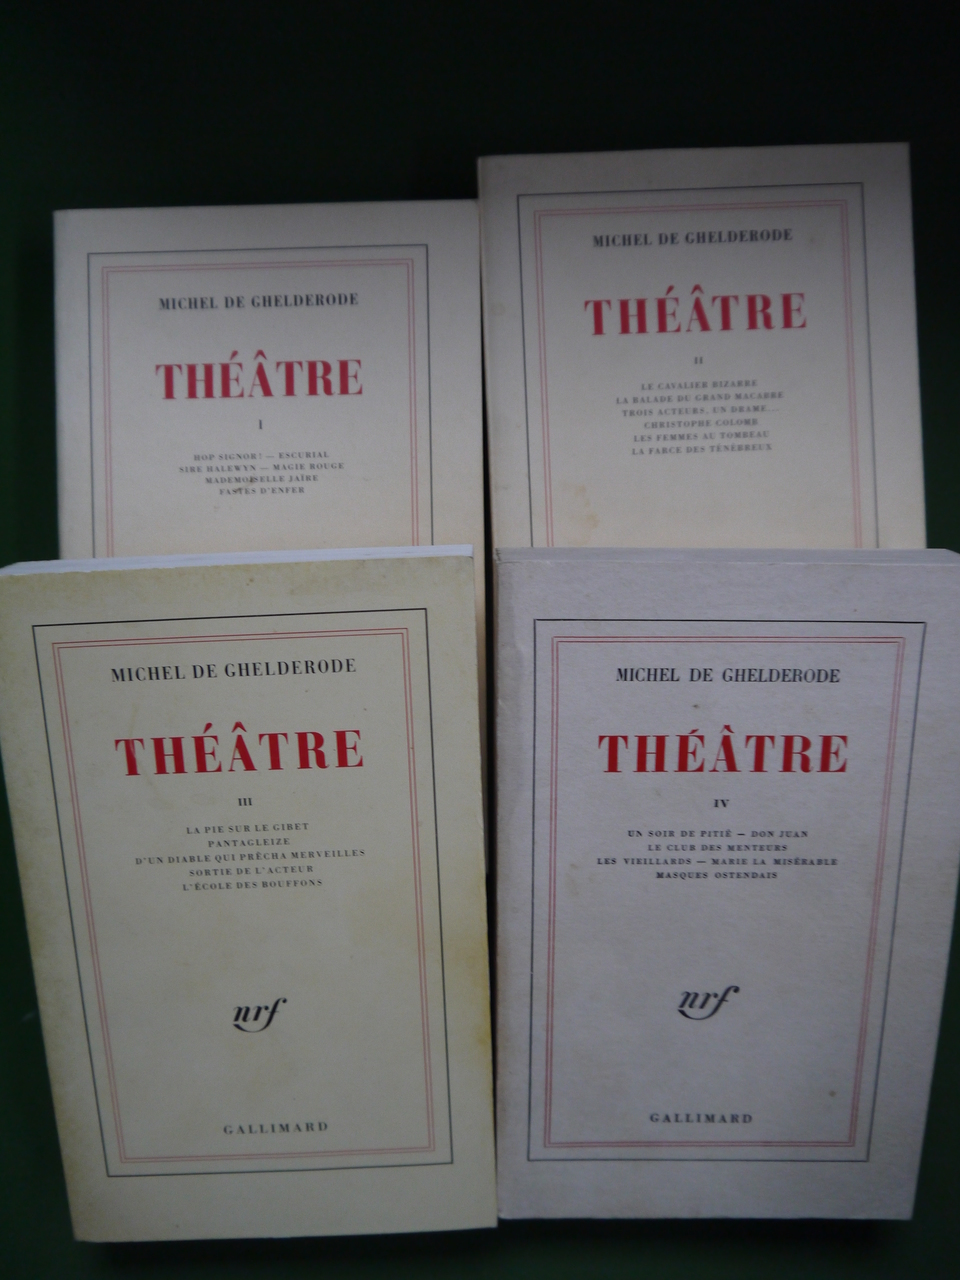 MICHEL DE GHELDERODE
THÉÂTRE
I
HOP SIGNOR! — ESCURIAL
SIRE HALEWYN — MAGIE ROUGE
MADEMOISELLE JAÏRE
FASTES D'ENFER
MICHEL DE GHELDERODE
THÉÂTRE
II
LE CAVALIER BIZARRE
LA BALADE DU GRAND MACABRE
TROIS ACTEURS, UN DRAME...
CHRISTOPHE COLOMB
LES FEMMES AU TOMBEAU
LA FARCE DES TÉNÉBREUX
MICHEL DE GHELDERODE
THÉÂTRE
III
LA PIE SUR LE GIBET
PANTAGLEIZE
D'UN DIABLE QUI PRÊCHA MERVEILLES
SORTIE DE L'ACTEUR
L'ÉCOLE DES BOUFFONS
nrf
GALLIMARD
MICHEL DE GHELDERODE
THÉÂTRE
IV
UN SOIR DE PITIÉ — DON JUAN
LE CLUB DES MENTEURS
LES VIEILLARDS — MARIE LA MISÉRABLE
MASQUES OSTENDAIS
nrf
GALLIMARD